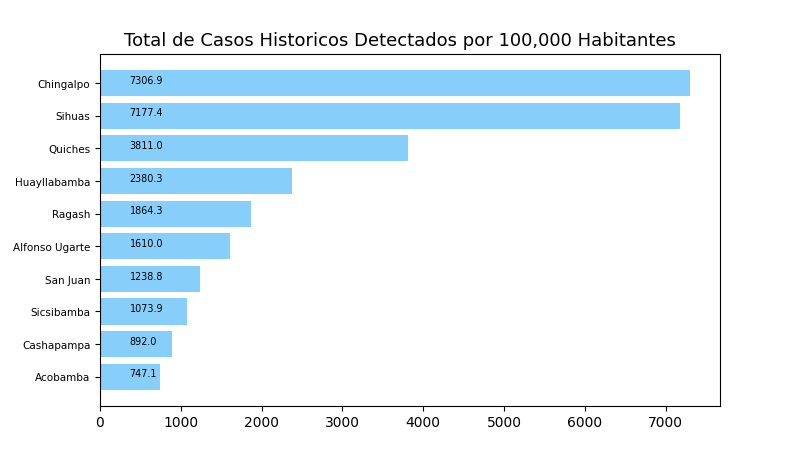 Total de Casos Historicos Detectados por 100,000 Habitantes
Chingalpo 7306.9
Sihuas 7177.4
Quiches 3811.0
Huayllabamba 2380.3
Ragash 1864.3
Alfonso Ugarte 1610.0
San Juan 1238.8
Sicsibamba 1073.9
Cashapampa 892.0
Acobamba 747.1
0 1000 2000 3000 4000 5000 6000 7000